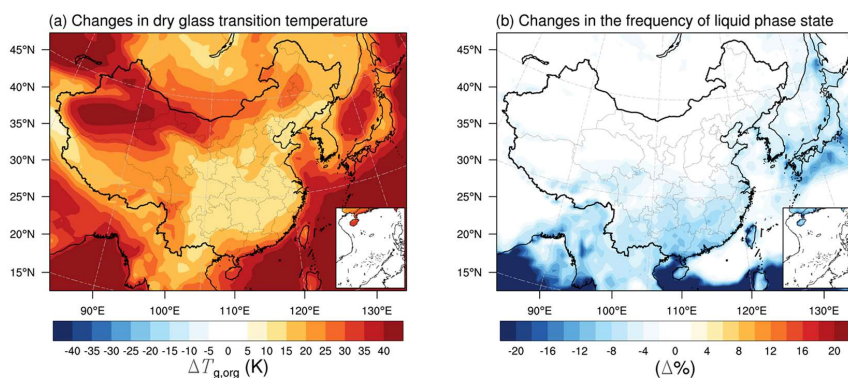 (a) Changes in dry glass transition temperature
45°N
40°N
35°N
30°N
25°N
20°N
15°N
90°E 100°E 110°E 120°E 130°E
-40 -35 -30 -25 -20 -15 -10 -5 0 5 10 15 20 25 30 35 40
ΔT_g,org (K)
(b) Changes in the frequency of liquid phase state
45°N
40°N
35°N
30°N
25°N
20°N
15°N
90°E 100°E 110°E 120°E 130°E
-20 -16 -12 -8 -4 0 4 8 12 16 20
(Δ%)